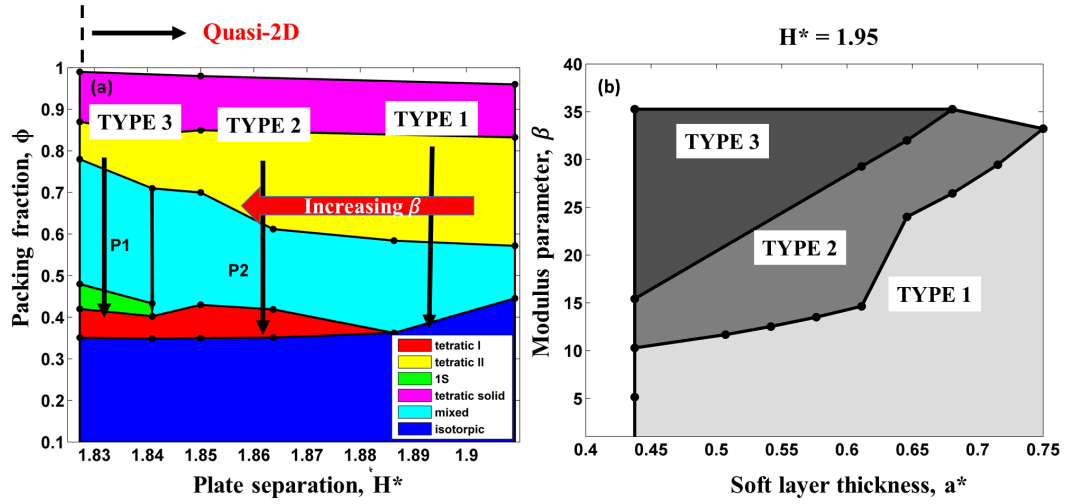 Quasi-2D
(a)
Packing fraction, ϕ
1
0.9
0.8
0.7
0.6
0.5
0.4
0.3
0.2
0.1
TYPE 3
TYPE 2
TYPE 1
Increasing β
P1
P2
tetratic I
tetratic II
1S
tetratic solid
mixed
isotorpic
1.83 1.84 1.85 1.86 1.87 1.88 1.89 1.9
Plate separation, H*
H* = 1.95
(b)
Modulus parameter, β
40
35
30
25
20
15
10
5
TYPE 3
TYPE 2
TYPE 1
0.4 0.45 0.5 0.55 0.6 0.65 0.7 0.75
Soft layer thickness, a*